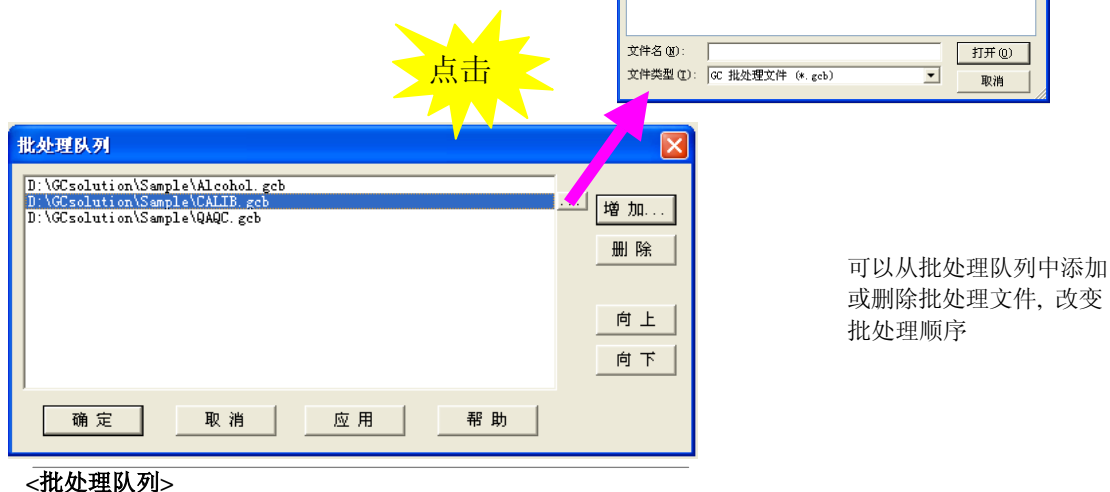 文件名(N):
打开(O)
文件类型(T):
GC 批处理文件 (*.gcb)
取消
点击
批处理队列
D:\GCsolution\Sample\Alcohol.gcb
D:\GCsolution\Sample\CALIB.gcb
D:\GCsolution\Sample\QAQC.gcb
...
增 加...
删 除
向 上
向 下
确 定
取 消
应 用
帮 助
可以从批处理队列中添加
或删除批处理文件, 改变
批处理顺序
<批处理队列>